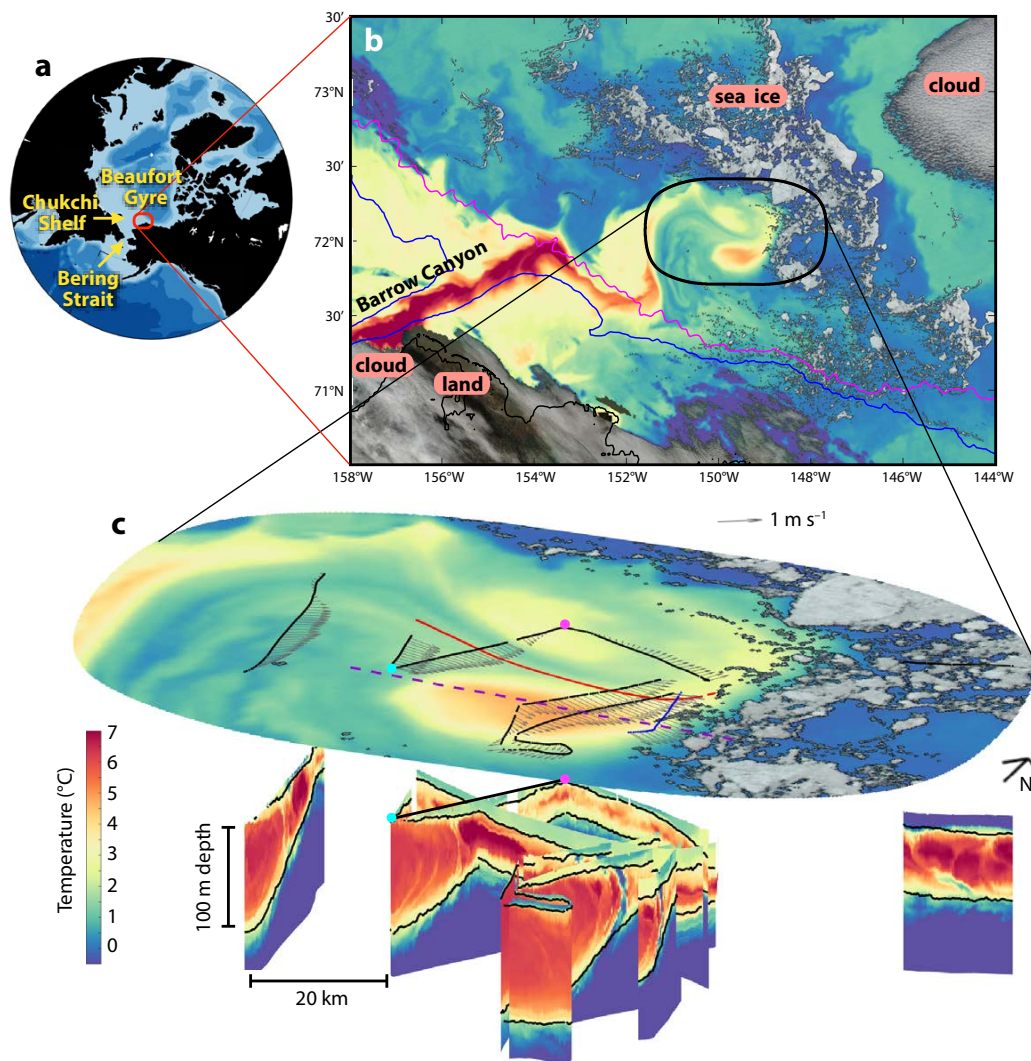 a
Beaufort
Gyre
Chukchi
Shelf
Bering
Strait
b
30′
73°N
30′
72°N
30′
71°N
158°W
156°W
154°W
152°W
150°W
148°W
146°W
144°W
sea ice
cloud
Barrow Canyon
cloud
land
c
1 m s⁻¹
N
Temperature (°C)
7
6
5
4
3
2
1
0
100 m depth
20 km